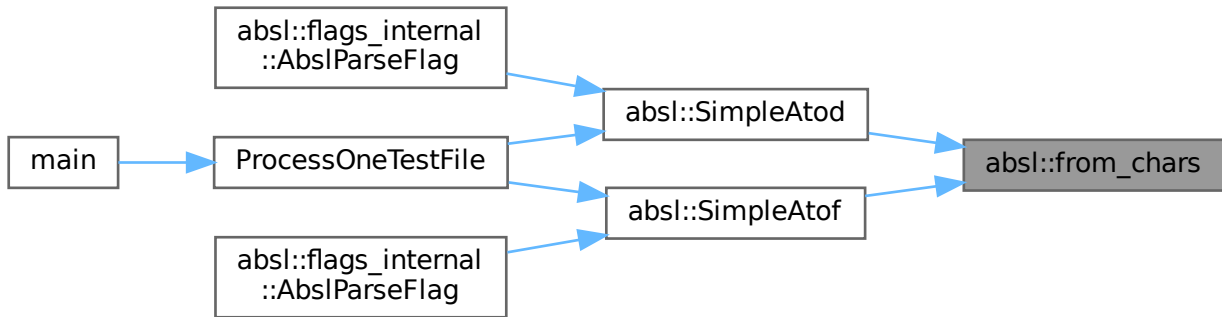 absl::flags_internal
::AbslParseFlag
absl::SimpleAtod
main
ProcessOneTestFile
absl::from_chars
absl::SimpleAtof
absl::flags_internal
::AbslParseFlag